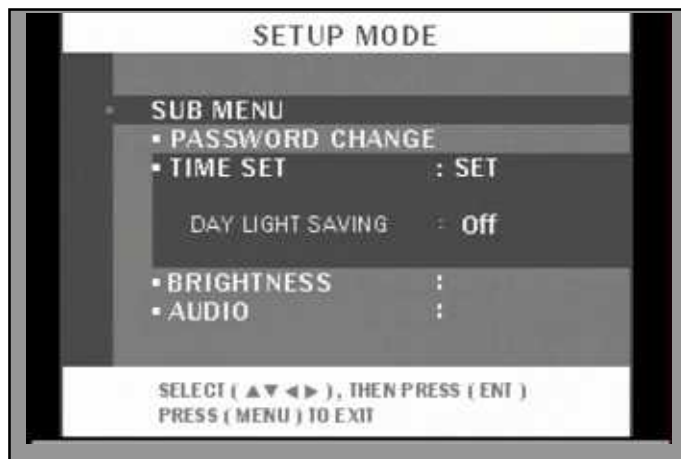 SETUP MODE
SUB MENU
▪ PASSWORD CHANGE
▪ TIME SET : SET
DAY LIGHT SAVING : Off
▪ BRIGHTNESS :
▪ AUDIO :
SELECT ( ▲▼◄► ), THEN PRESS ( ENT )
PRESS ( MENU ) TO EXIT